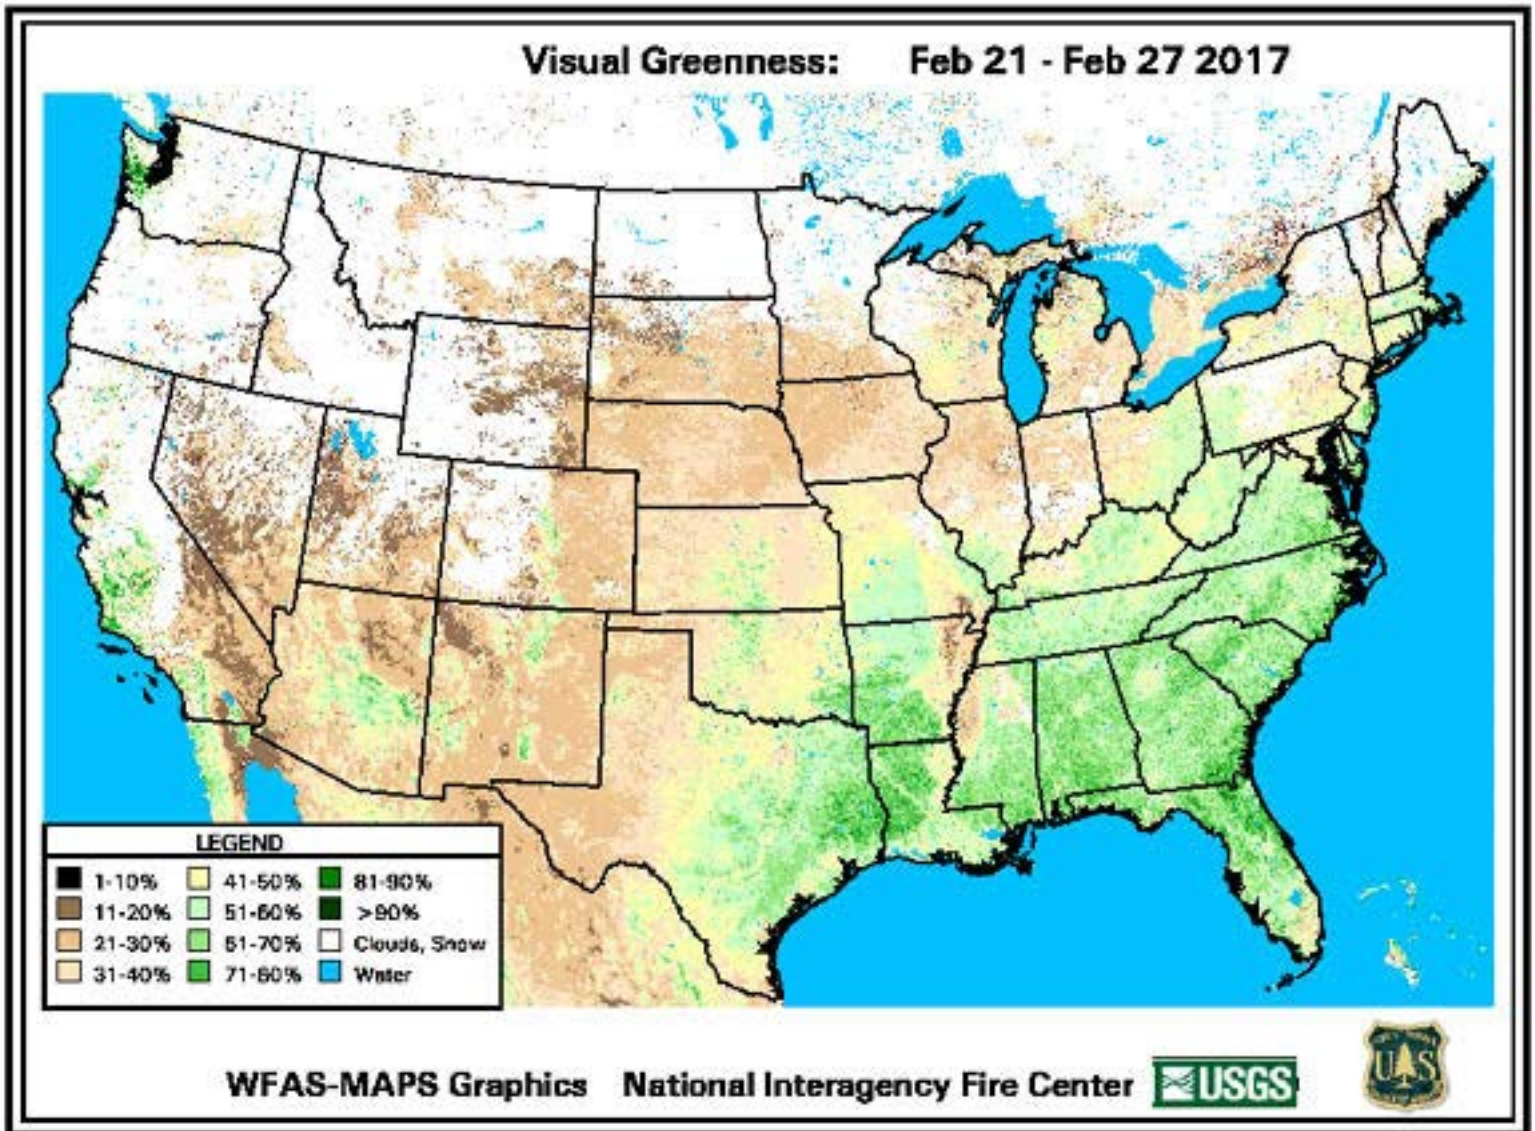 Visual Greenness: Feb 21 - Feb 27 2017
LEGEND
1-10% 41-50% 81-90%
11-20% 51-60% >90%
21-30% 61-70% Clouds, Snow
31-40% 71-80% Water
WFAS-MAPS Graphics National Interagency Fire Center USGS
U S